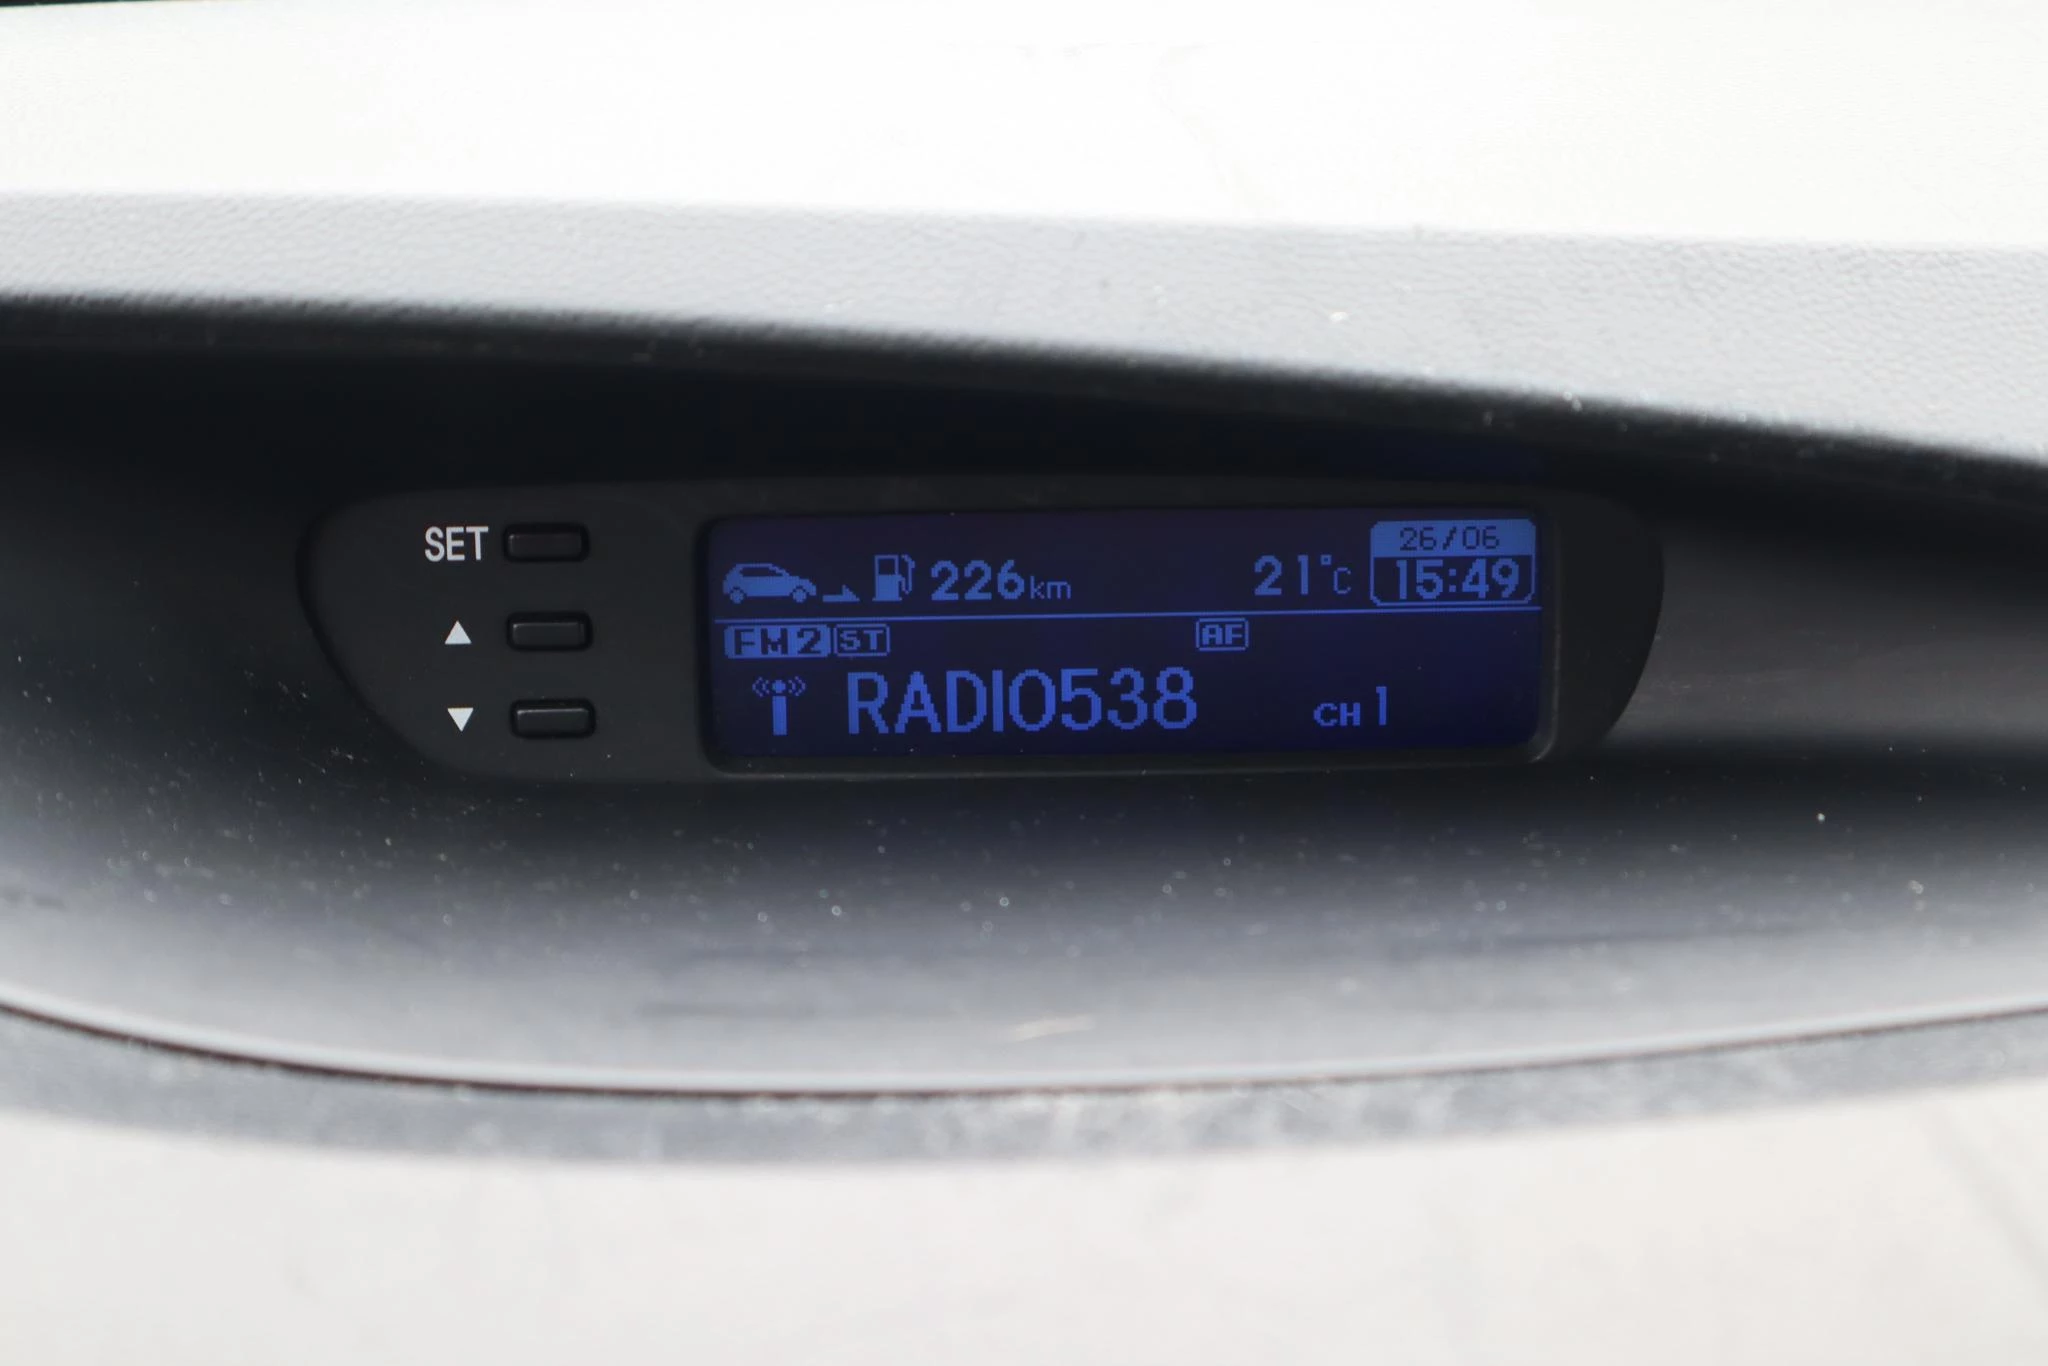 SET
226km 21°C 26/06
15:49
FM2 ST AF
RADIO538 CH 1